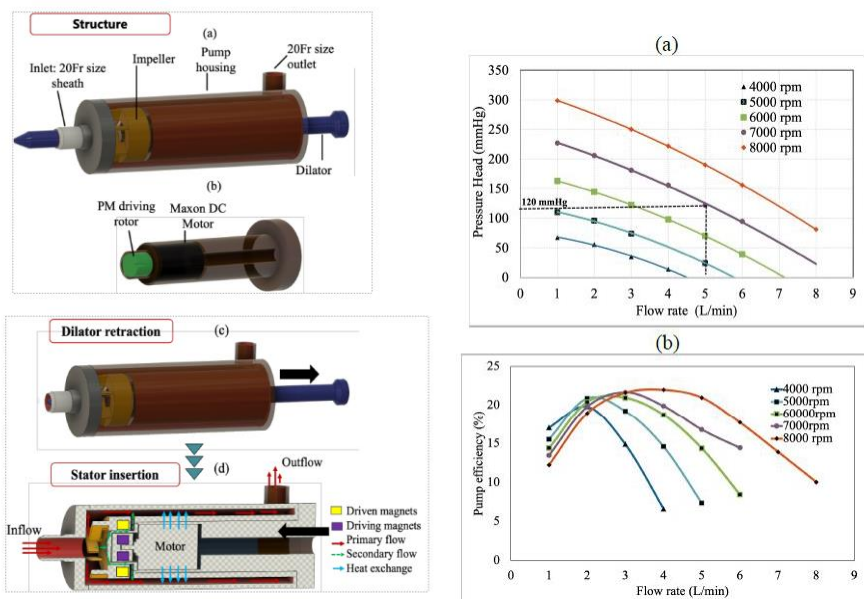 Structure
(a)
Inlet: 20Fr size
sheath
Impeller
Pump
housing
20Fr size
outlet
Dilator
(b)
PM driving
rotor
Maxon DC
Motor
Dilator retraction
(c)
Stator insertion
(d)
Outflow
Inflow
Motor
Driven magnets
Driving magnets
Primary flow
Secondary flow
Heat exchange
(a)
Pressure Head (mmHg)
350
300
250
200
150
100
50
0
120 mmHg
4000 rpm
5000 rpm
6000 rpm
7000 rpm
8000 rpm
0 1 2 3 4 5 6 7 8 9
Flow rate (L/min)
(b)
Pump efficiency (%)
25
20
15
10
5
0
4000 rpm
5000rpm
60000rpm
7000rpm
8000 rpm
0 1 2 3 4 5 6 7 8 9
Flow rate (L/min)